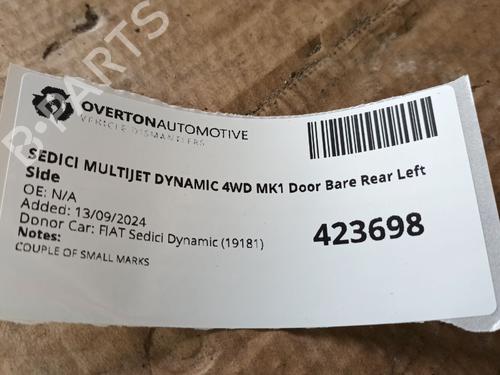 OVERTONAUTOMOTIVE
VEHICLE DISMANTLERS
SEDICI MULTIJET DYNAMIC 4WD MK1 Door Bare Rear Left
Side
OE: N/A
Added: 13/09/2024
Donor Car: FIAT Sedici Dynamic (19181)
Notes:
COUPLE OF SMALL MARKS
423698
B-PARTS